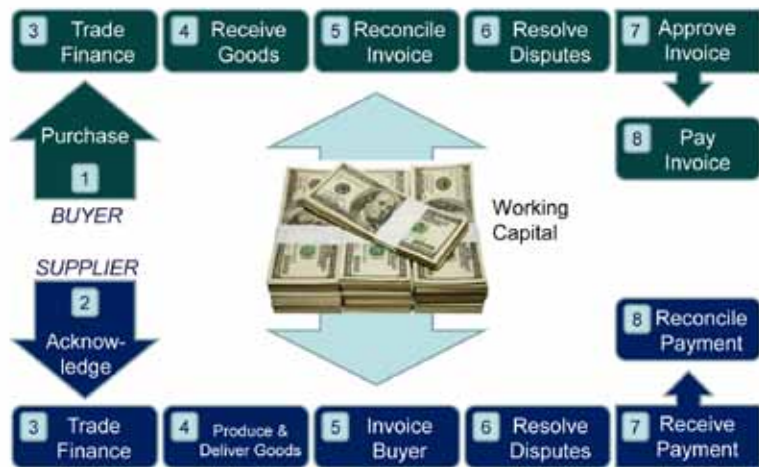 3 Trade
Finance
4 Receive
Goods
5 Reconcile
Invoice
6 Resolve
Disputes
7 Approve
Invoice
Purchase
1
BUYER
8 Pay
Invoice
Working
Capital
SUPPLIER
2
Acknow-
ledge
8 Reconcile
Payment
3 Trade
Finance
4 Produce &
Deliver Goods
5 Invoice
Buyer
6 Resolve
Disputes
7 Receive
Payment